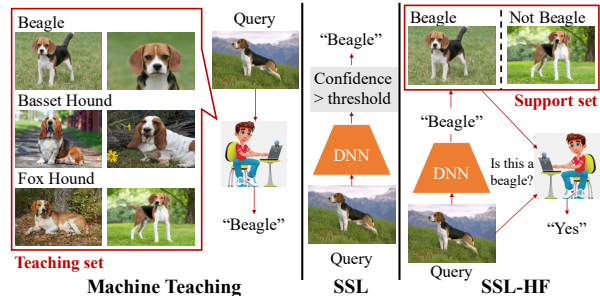 Beagle
Basset Hound
Fox Hound
Teaching set
Query
“Beagle”
Machine Teaching
“Beagle”
Confidence
> threshold
DNN
Query
SSL
Beagle
Not Beagle
Support set
“Beagle”
DNN
Is this a
beagle?
“Yes”
Query
SSL-HF